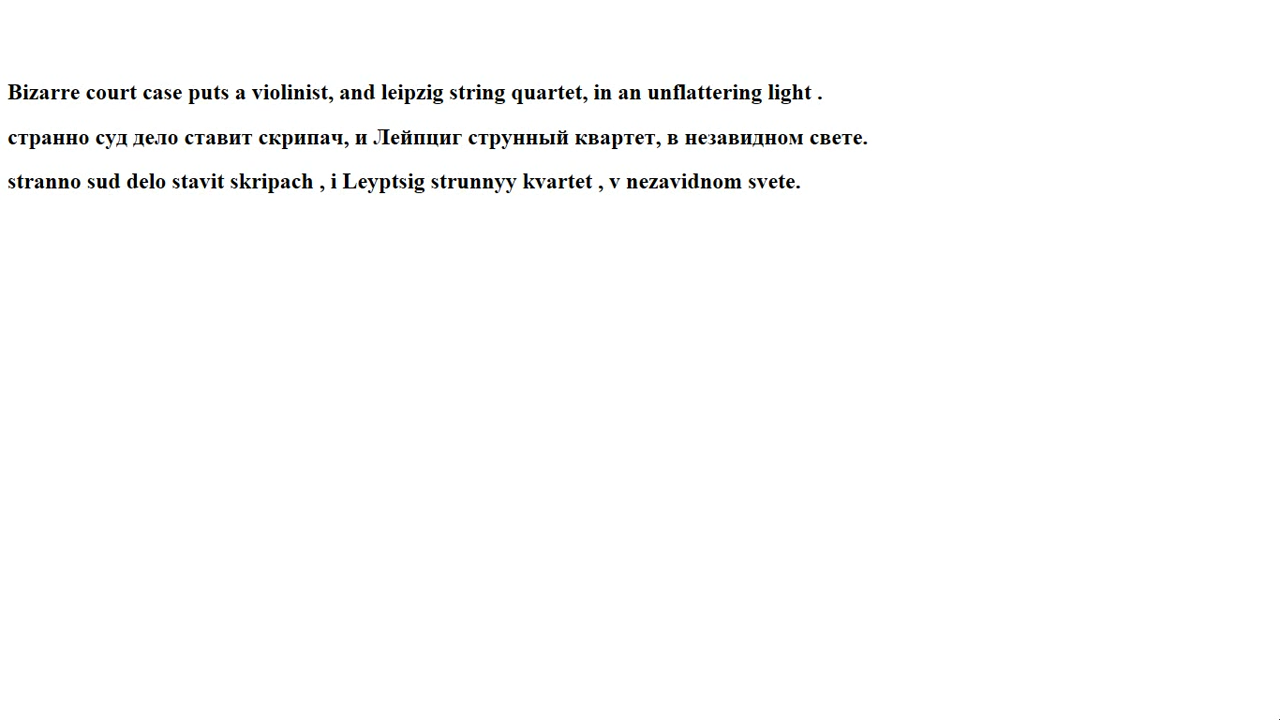 Bizarre court case puts a violinist, and leipzig string quartet, in an unflattering light .
странно суд дело ставит скрипач, и Лейпциг струнный квартет, в незавидном свете.
stranno sud delo stavit skripach , i Leyptsig strunnyy kvartet , v nezavidnom svete.